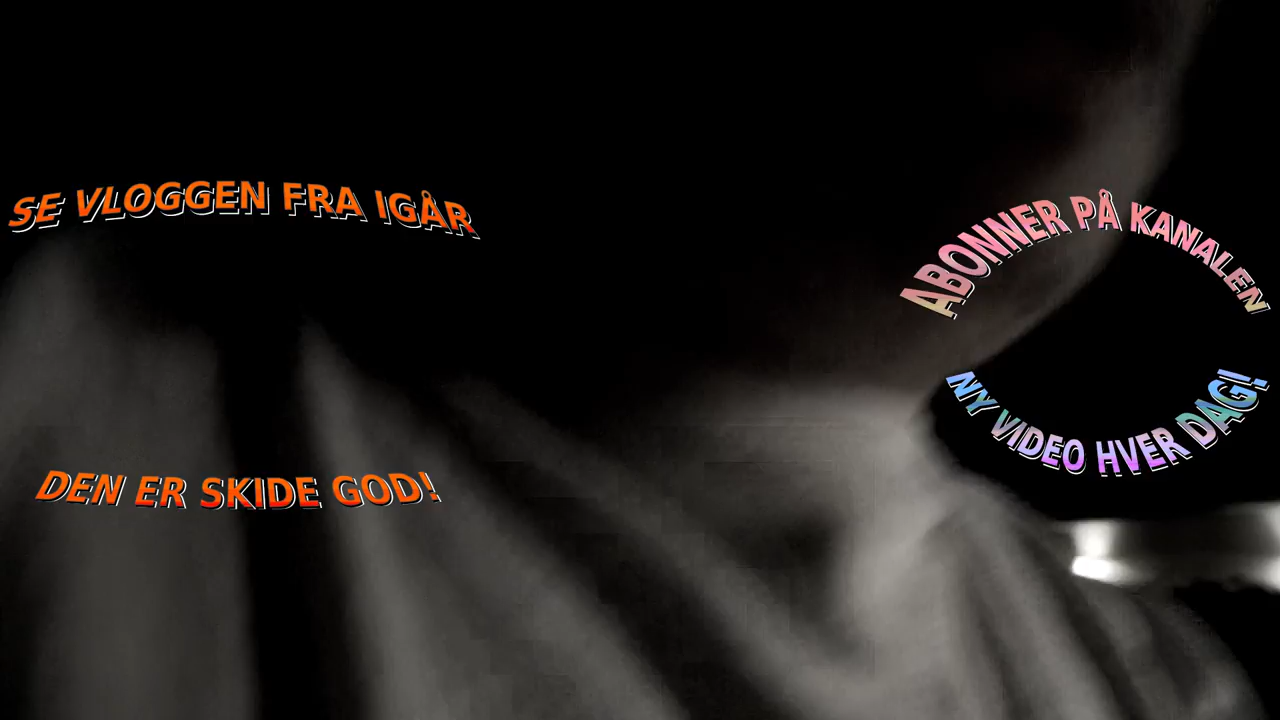 SE VLOGGEN FRA IGÅR
DEN ER SKIDE GOD!
ABONNER PÅ KANALEN
NY VIDEO HVER DAG!